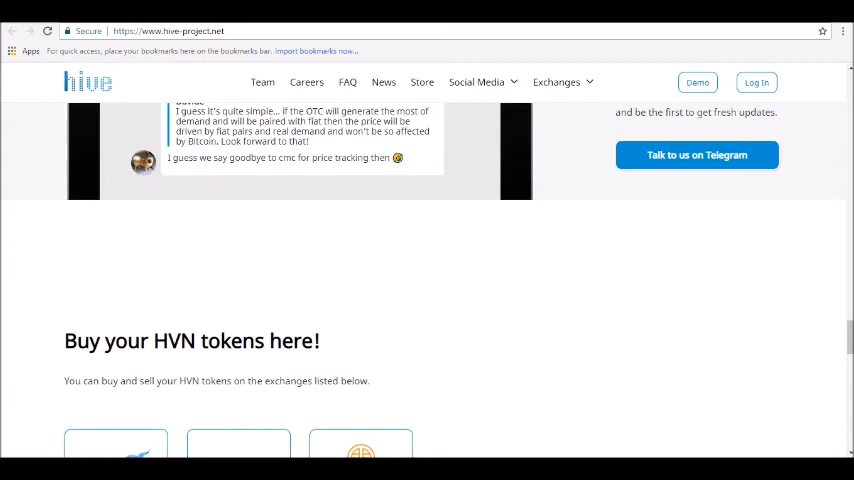 Secure https://www.hive-project.net
Apps For quick access, place your bookmarks here on the bookmarks bar. Import bookmarks now...
hive Team Careers FAQ News Store Social Media Exchanges Demo Log In
I guess it's quite simple... if the OTC will generate the most of
demand and will be paired with fiat then the price will be
driven by fiat pairs and real demand and won't be so affected
by Bitcoin. Look forward to that!
I guess we say goodbye to cmc for price tracking then
and be the first to get fresh updates.
Talk to us on Telegram
Buy your HVN tokens here!
You can buy and sell your HVN tokens on the exchanges listed below.